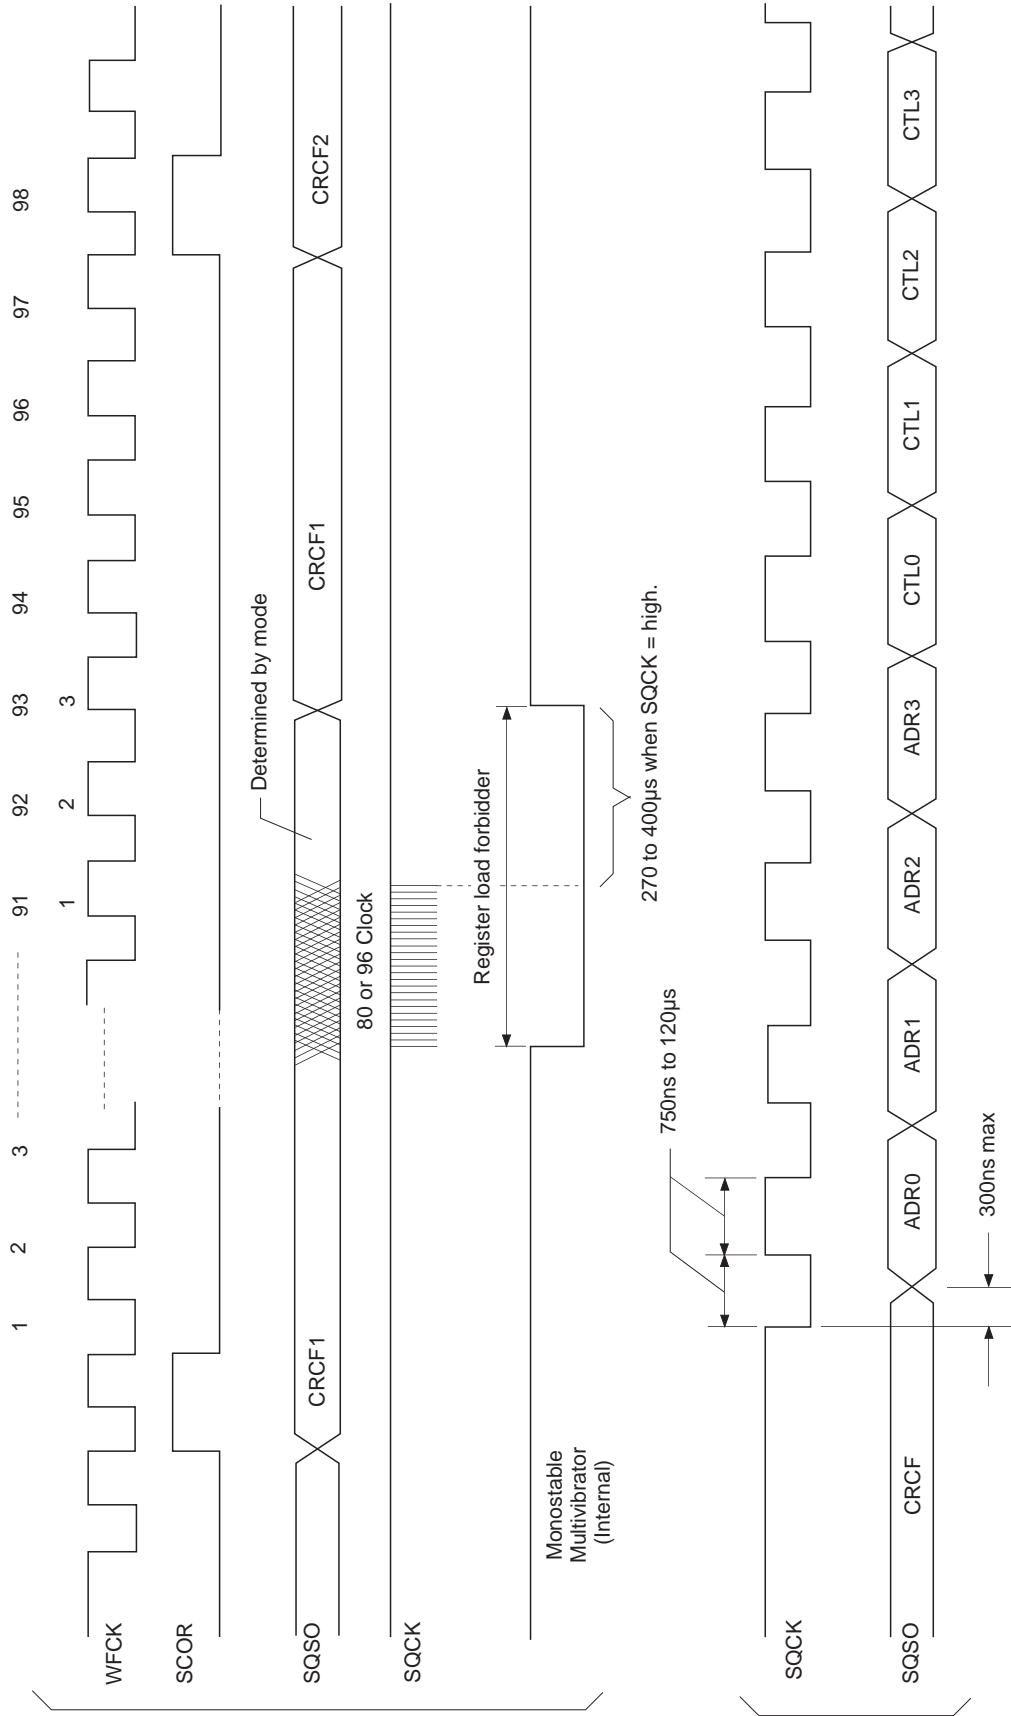 1 2 3 91 92 93 94 95 96 97 98
1 2 3
WFCK
SCOR
Determined by mode
SQSO CRCF1 CRCF1 CRCF2
80 or 96 Clock
SQCK
Register load forbidder
Monostable
Multivibrator
(Internal)
270 to 400µs when SQCK = high.
750ns to 120µs
SQCK
SQSO CRCF ADR0 ADR1 ADR2 ADR3 CTL0 CTL1 CTL2 CTL3
300ns max